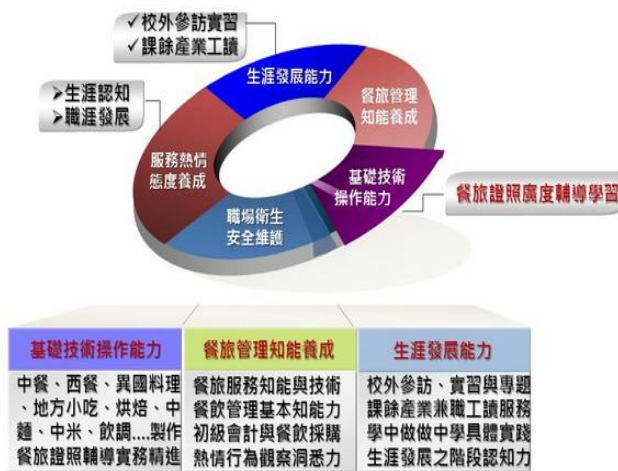 ✓校外參訪實習
✓課餘產業工讀
➢生涯認知
➢職涯發展
生涯發展能力
餐旅管理
知能養成
服務熱情
態度養成
基礎技術
操作能力
職場衛生
安全維護
餐旅證照廣度輔導學習
基礎技術操作能力
中餐、西餐、異國料理
、地方小吃、烘焙、中
麵、中米、飲調....製作
餐旅證照輔導實務精進
餐旅管理知能養成
餐旅服務知能與技術
餐飲管理基本知能力
初級會計與餐飲採購
熱情行為觀察洞悉力
生涯發展能力
校外參訪、實習與專題
課餘產業兼職工讀服務
學中做做中學具體實踐
生涯發展之階段認知力